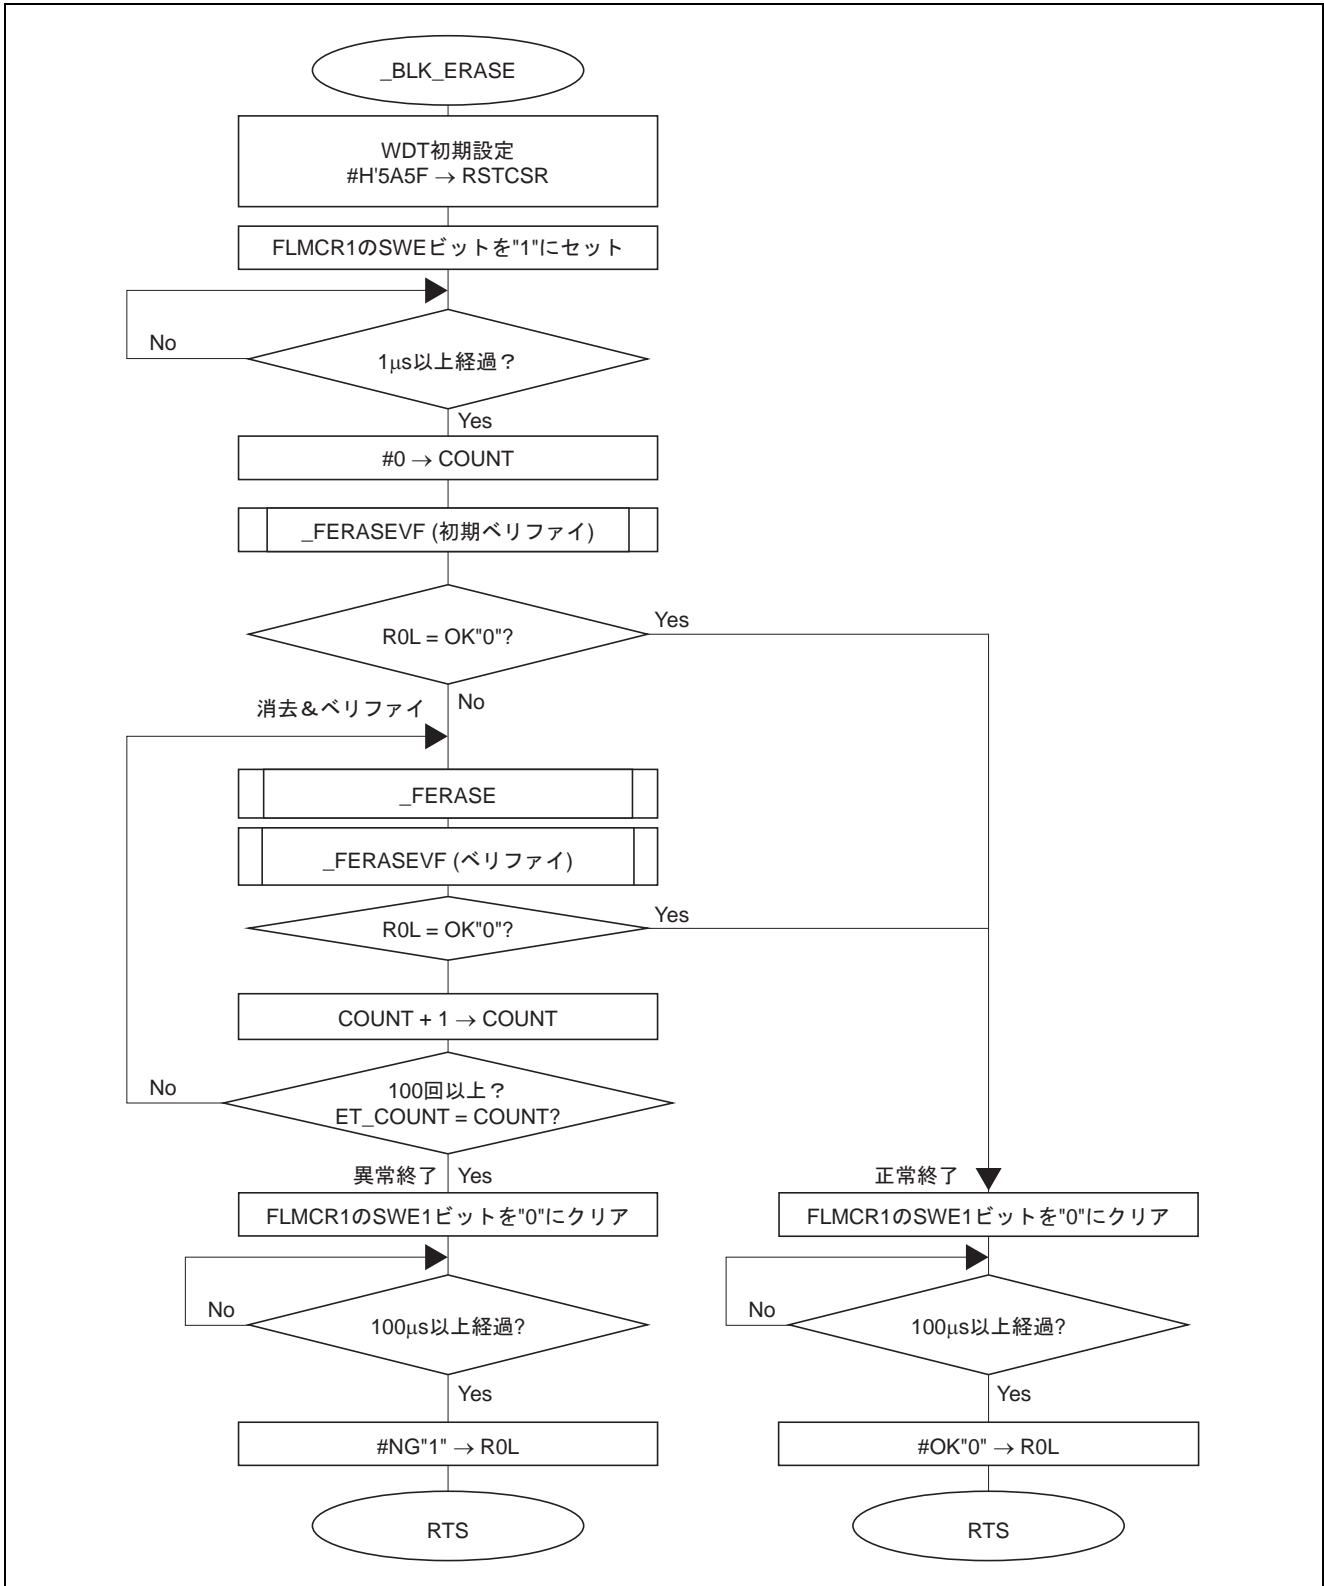 _BLK_ERASE
WDT初期設定
#H'5A5F → RSTCSR
FLMCR1のSWEビットを"1"にセット
No
1μs以上経過？
Yes
#0 → COUNT
_FERASEVF (初期ベリファイ)
R0L = OK"0"?
Yes
No
消去＆ベリファイ
_FERASE
_FERASEVF (ベリファイ)
R0L = OK"0"?
Yes
COUNT + 1 → COUNT
No
100回以上？
ET_COUNT = COUNT?
異常終了
Yes
FLMCR1のSWE1ビットを"0"にクリア
No
100μs以上経過?
Yes
#NG"1" → R0L
RTS
正常終了
FLMCR1のSWE1ビットを"0"にクリア
No
100μs以上経過?
Yes
#OK"0" → R0L
RTS